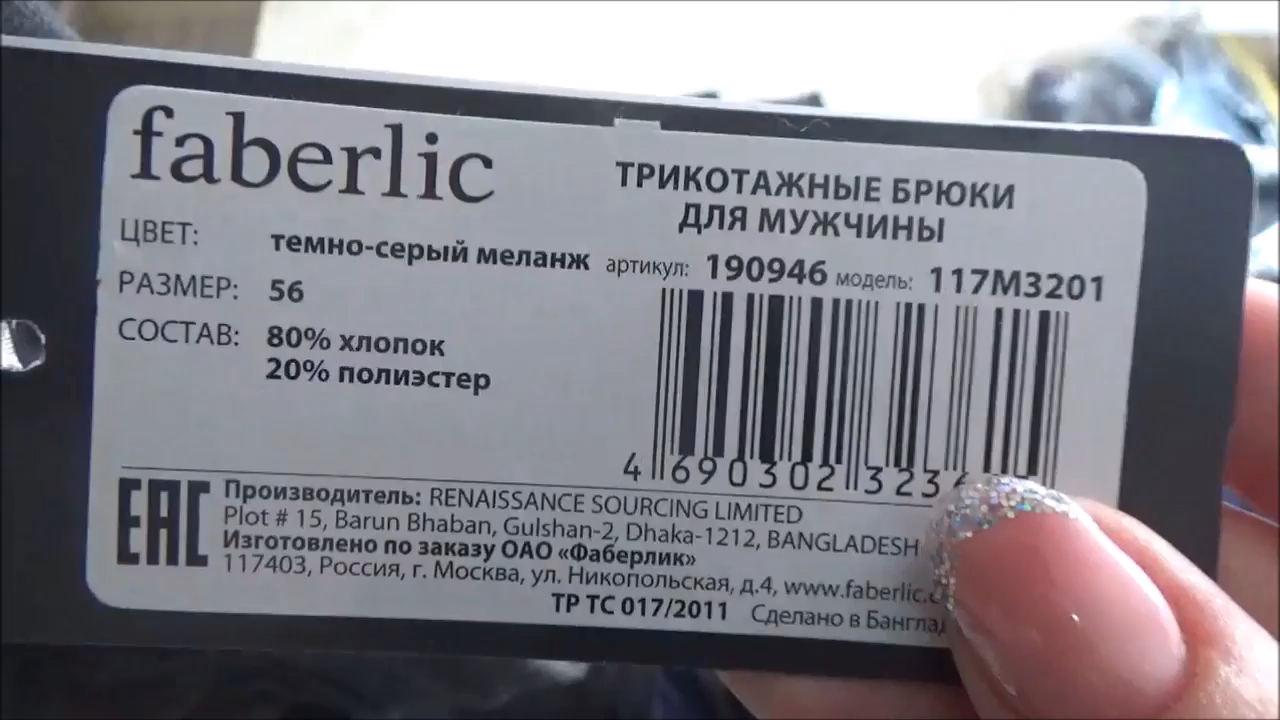 faberlic
ТРИКОТАЖНЫЕ БРЮКИ
ДЛЯ МУЖЧИНЫ
ЦВЕТ: темно-серый меланж
артикул: 190946 модель: 117М3201
РАЗМЕР: 56
СОСТАВ: 80% хлопок
20% полиэстер
4 690302 323
EAC
Производитель: RENAISSANCE SOURCING LIMITED
Plot # 15, Barun Bhaban, Gulshan-2, Dhaka-1212, BANGLADESH
Изготовлено по заказу ОАО «Фаберлик»
117403, Россия, г. Москва, ул. Никопольская, д.4, www.faberlic.
ТР ТС 017/2011 Сделано в